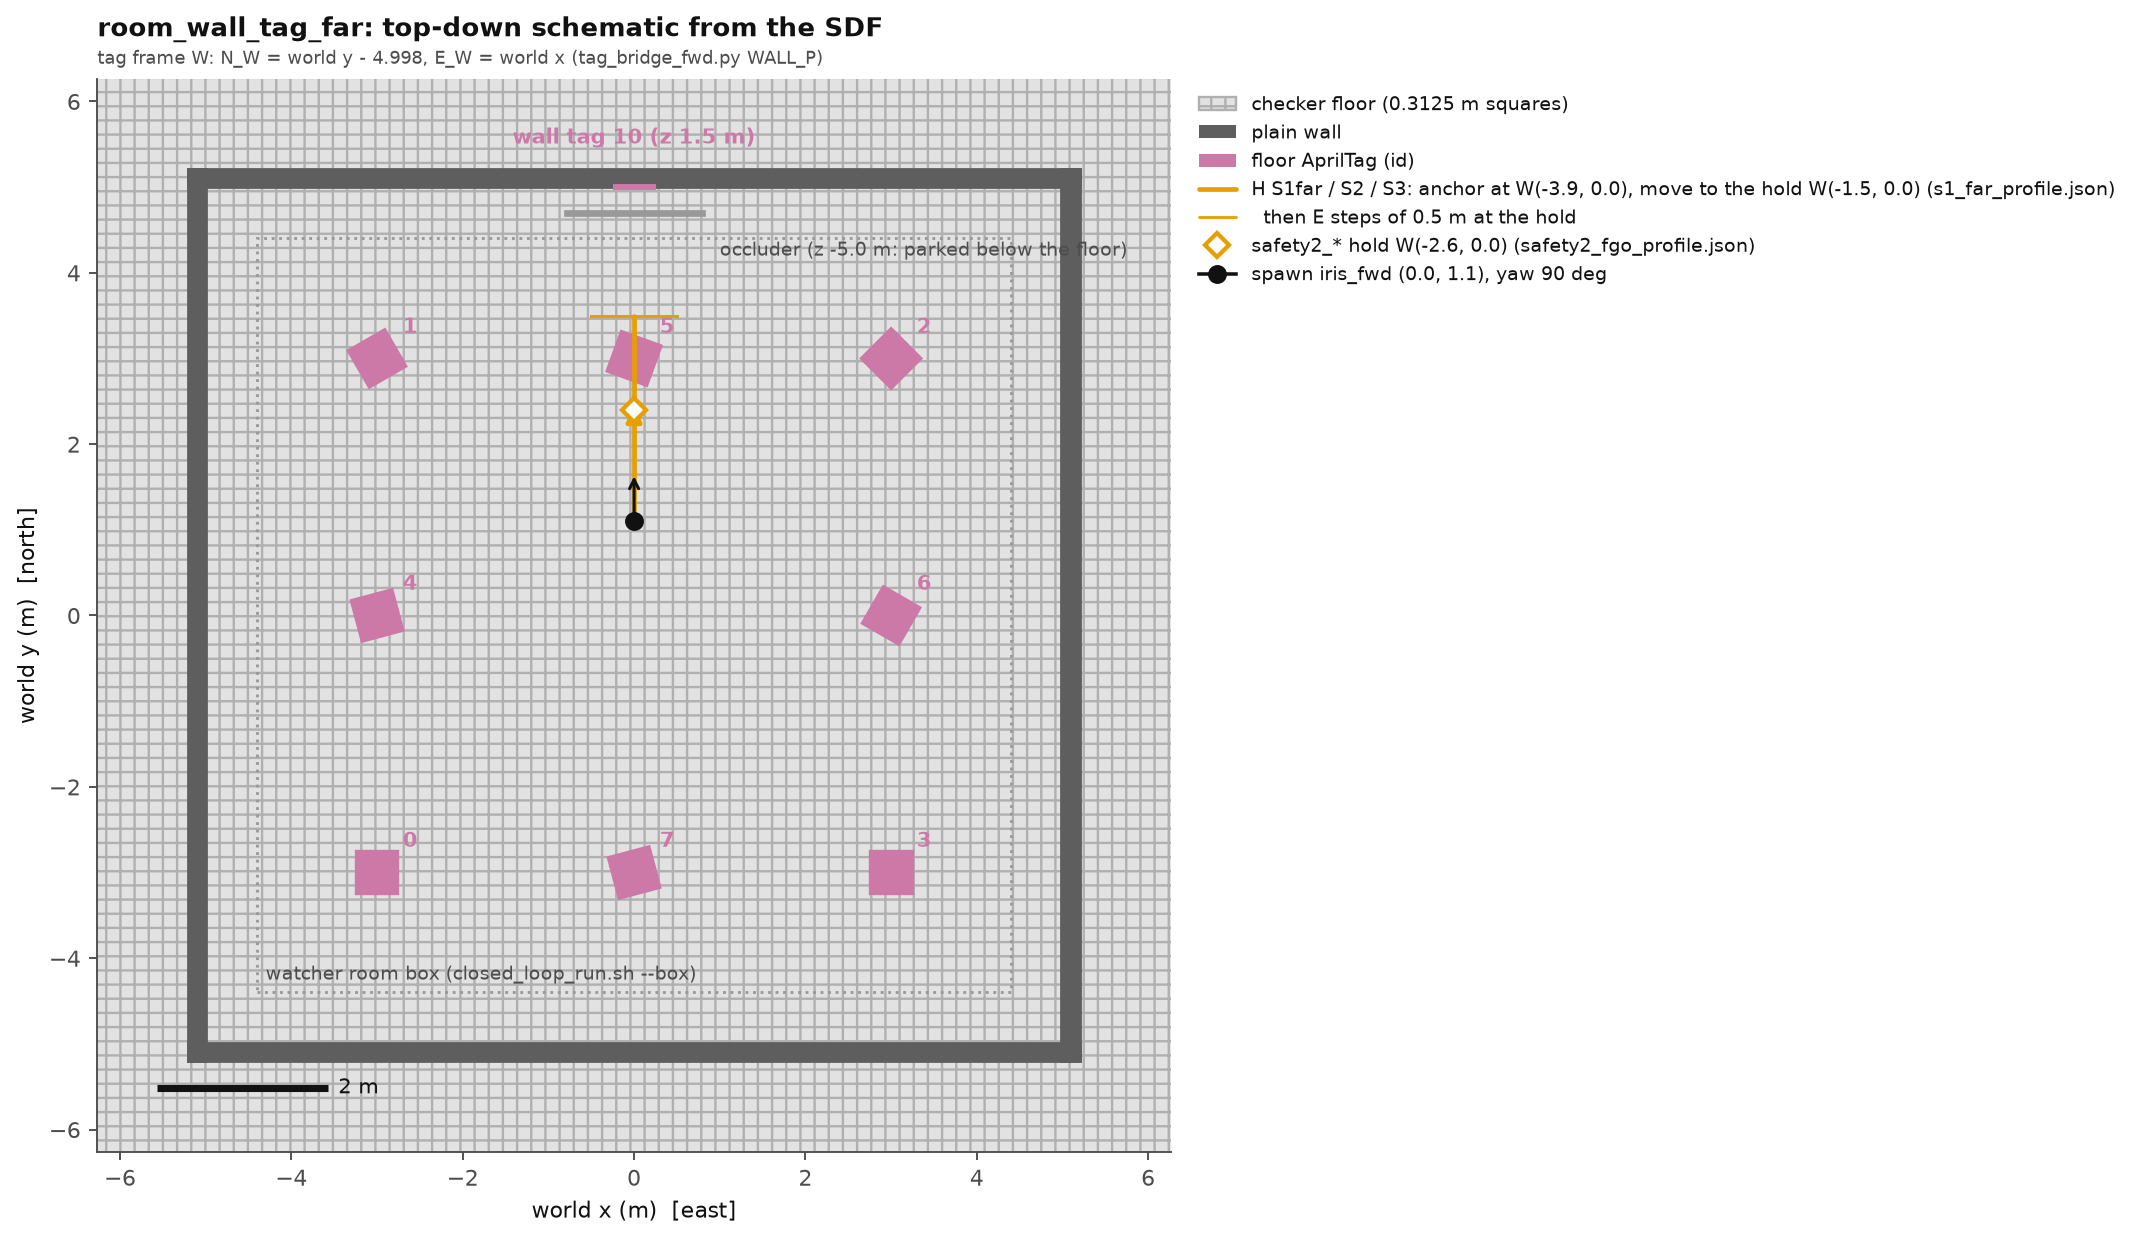 room_wall_tag_far: top-down schematic from the SDF
tag frame W: N_W = world y - 4.998, E_W = world x (tag_bridge_fwd.py WALL_P)
wall tag 10 (z 1.5 m)
occluder (z -5.0 m: parked below the floor)
1
5
2
4
6
0
7
3
watcher room box (closed_loop_run.sh --box)
2 m
6
4
2
0
−2
−4
−6
world y (m) [north]
−6
−4
−2
0
2
4
6
world x (m) [east]
checker floor (0.3125 m squares)
plain wall
floor AprilTag (id)
H S1far / S2 / S3: anchor at W(-3.9, 0.0), move to the hold W(-1.5, 0.0) (s1_far_profile.json)
then E steps of 0.5 m at the hold
safety2_* hold W(-2.6, 0.0) (safety2_fgo_profile.json)
spawn iris_fwd (0.0, 1.1), yaw 90 deg